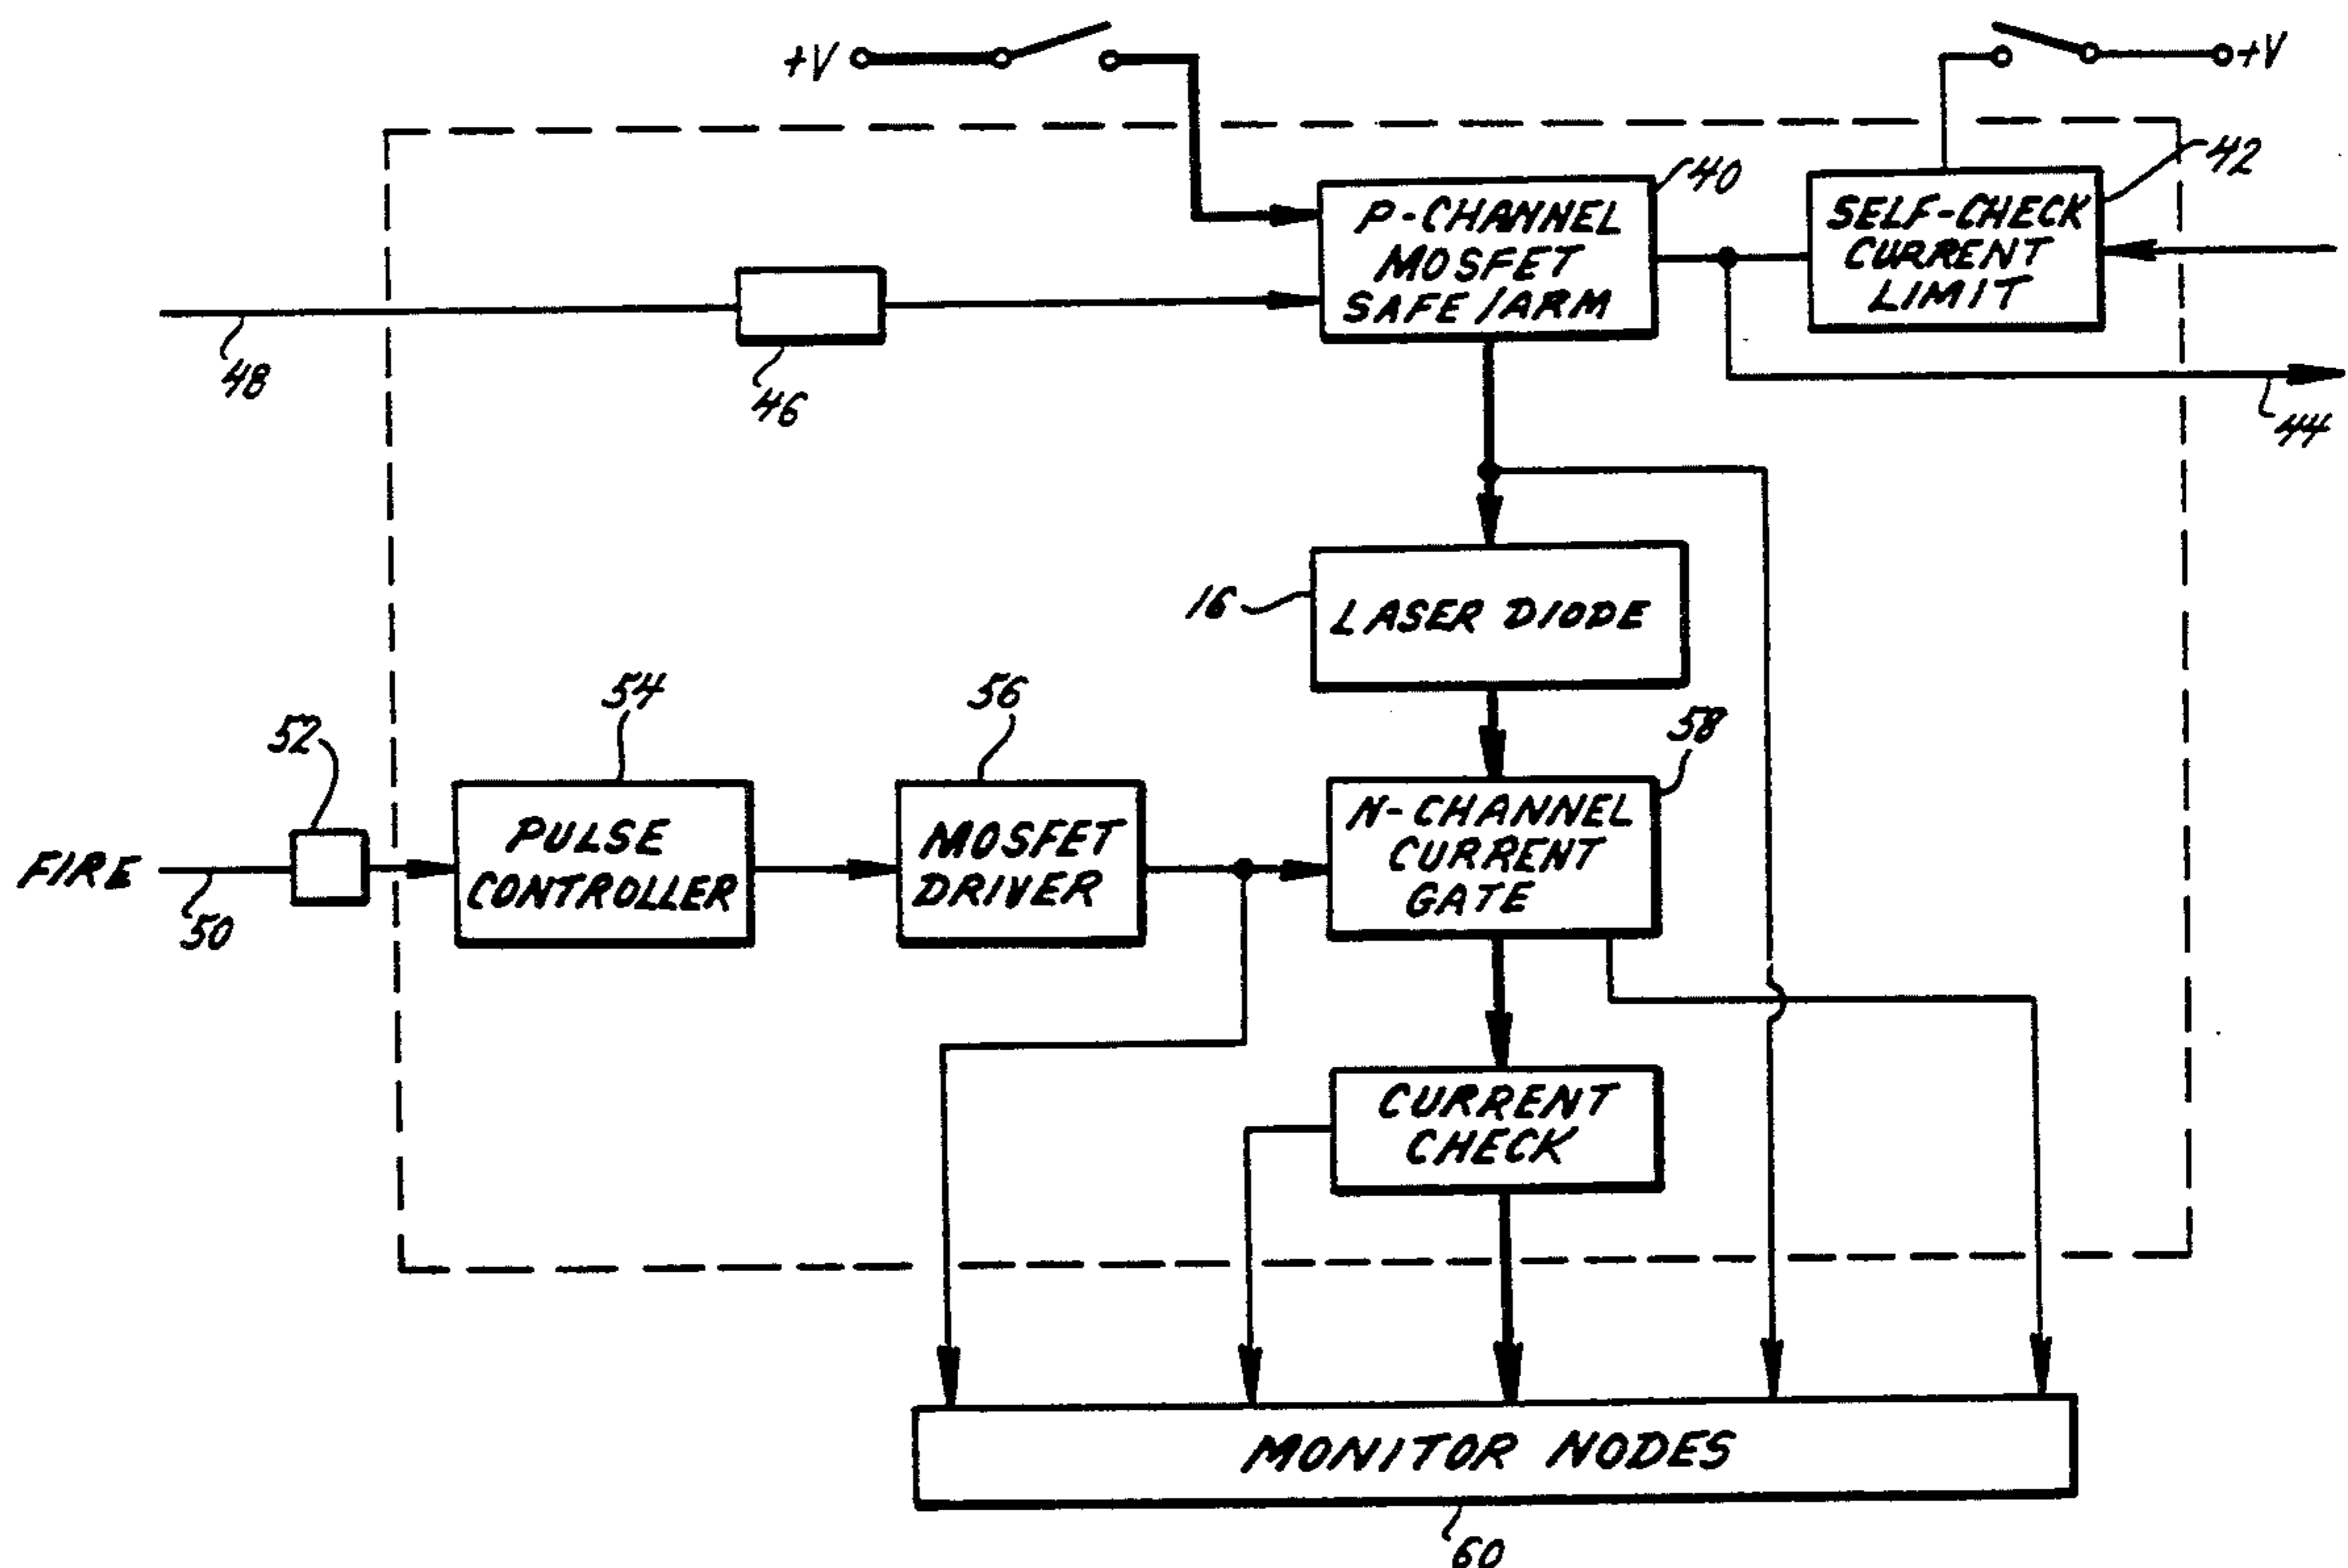 +V
+V
40
42
P-CHANNEL
MOSFET
SAFE/ARM
SELF-CHECK
CURRENT
LIMIT
48
46
44
16
LASER DIODE
54
56
58
52
FIRE
50
PULSE
CONTROLLER
MOSFET
DRIVER
N-CHANNEL
CURRENT
GATE
CURRENT
CHECK
MONITOR NODES
60